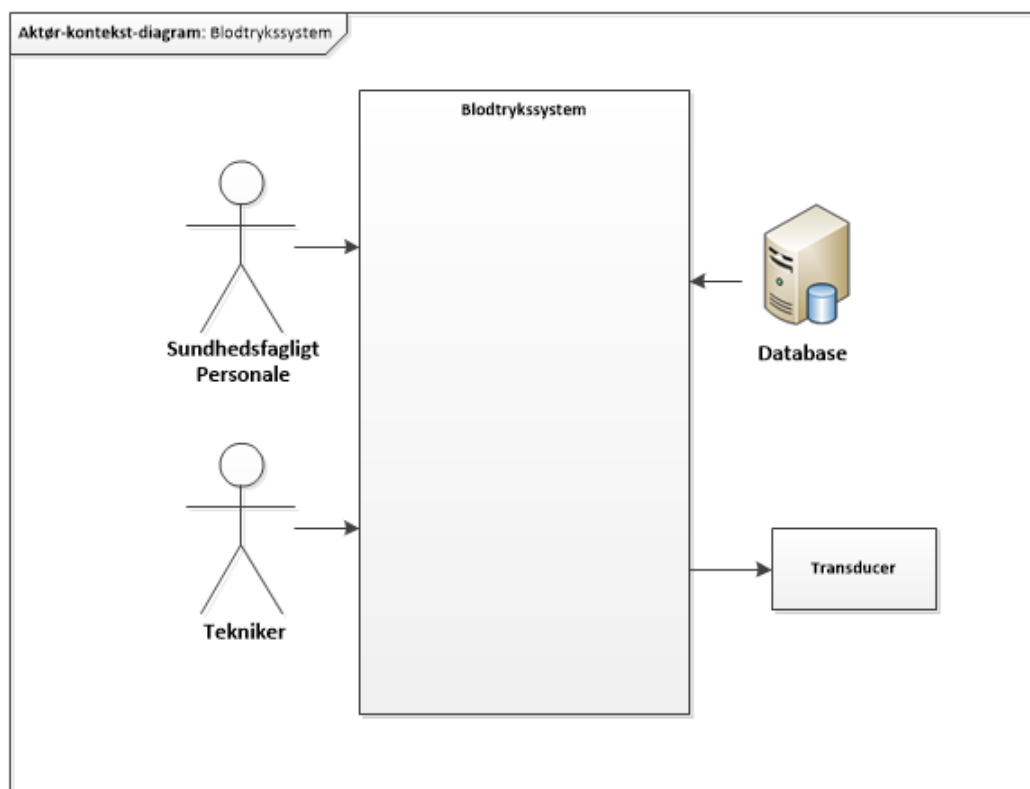 Aktør-kontekst-diagram: Blodtrykssystem
Blodtrykssystem
Sundhedsfagligt
Personale
Database
Tekniker
Transducer